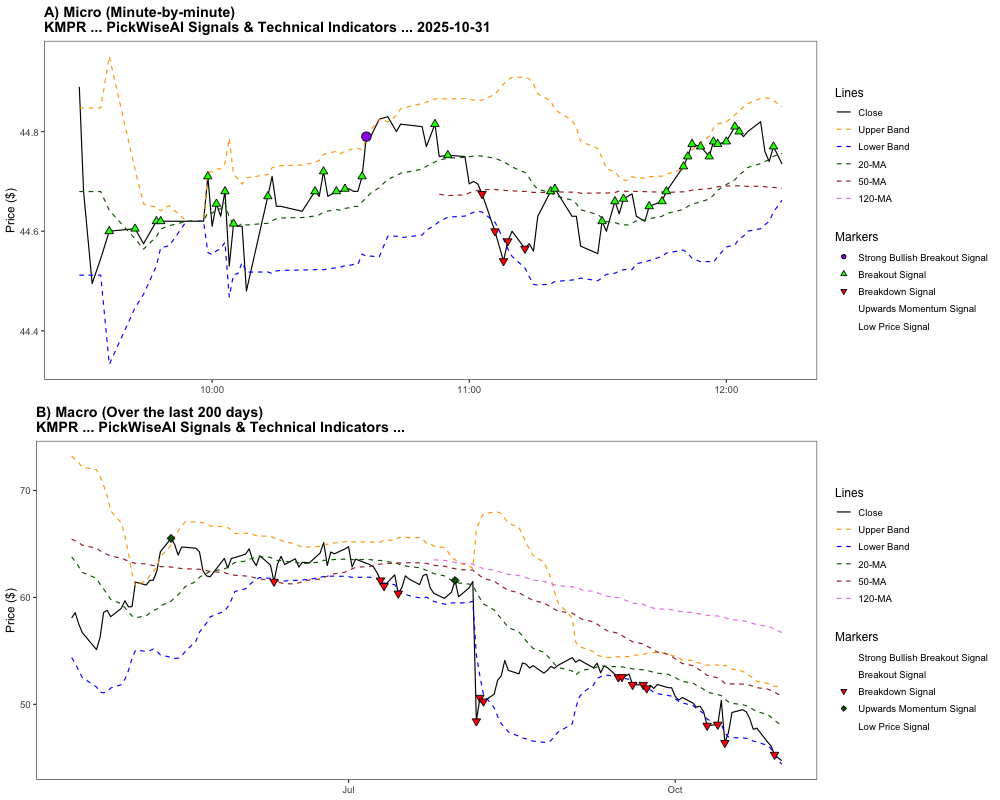 A) Micro (Minute-by-minute)
KMPR ... PickWiseAI Signals & Technical Indicators ... 2025-10-31
Price ($)
44.8
44.6
44.4
10:00
11:00
12:00
Lines
Close
Upper Band
Lower Band
20-MA
50-MA
120-MA
Markers
Strong Bullish Breakout Signal
Breakout Signal
Breakdown Signal
Upwards Momentum Signal
Low Price Signal
B) Macro (Over the last 200 days)
KMPR ... PickWiseAI Signals & Technical Indicators ...
Price ($)
70
60
50
Jul
Oct
Lines
Close
Upper Band
Lower Band
20-MA
50-MA
120-MA
Markers
Strong Bullish Breakout Signal
Breakout Signal
Breakdown Signal
Upwards Momentum Signal
Low Price Signal